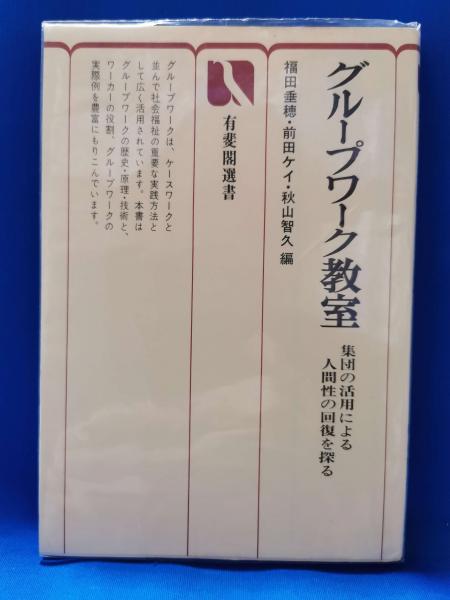 グループワーク教室
集団の活用による
人間性の回復を探る
福田垂穂・前田ケイ・秋山智久 編
有斐閣選書
グループワークは、ケースワークと
並んで社会福祉の重要な実践方法と
して広く活用されています。本書は
グループワークの歴史・原理・技術と、
ワーカーの役割、グループワークの
実際例を豊富にもりこんでいます。